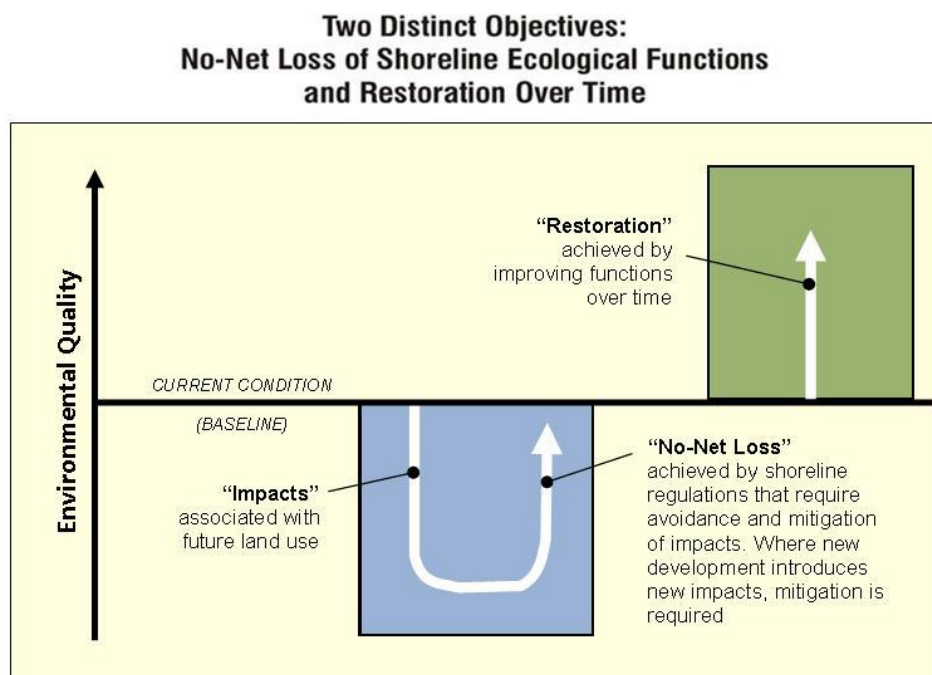 Two Distinct Objectives:
No-Net Loss of Shoreline Ecological Functions
and Restoration Over Time
Environmental Quality
“Restoration”
achieved by
improving functions
over time
CURRENT CONDITION
(BASELINE)
“Impacts”
associated with
future land use
“No-Net Loss”
achieved by shoreline
regulations that require
avoidance and mitigation
of impacts. Where new
development introduces
new impacts, mitigation is
required